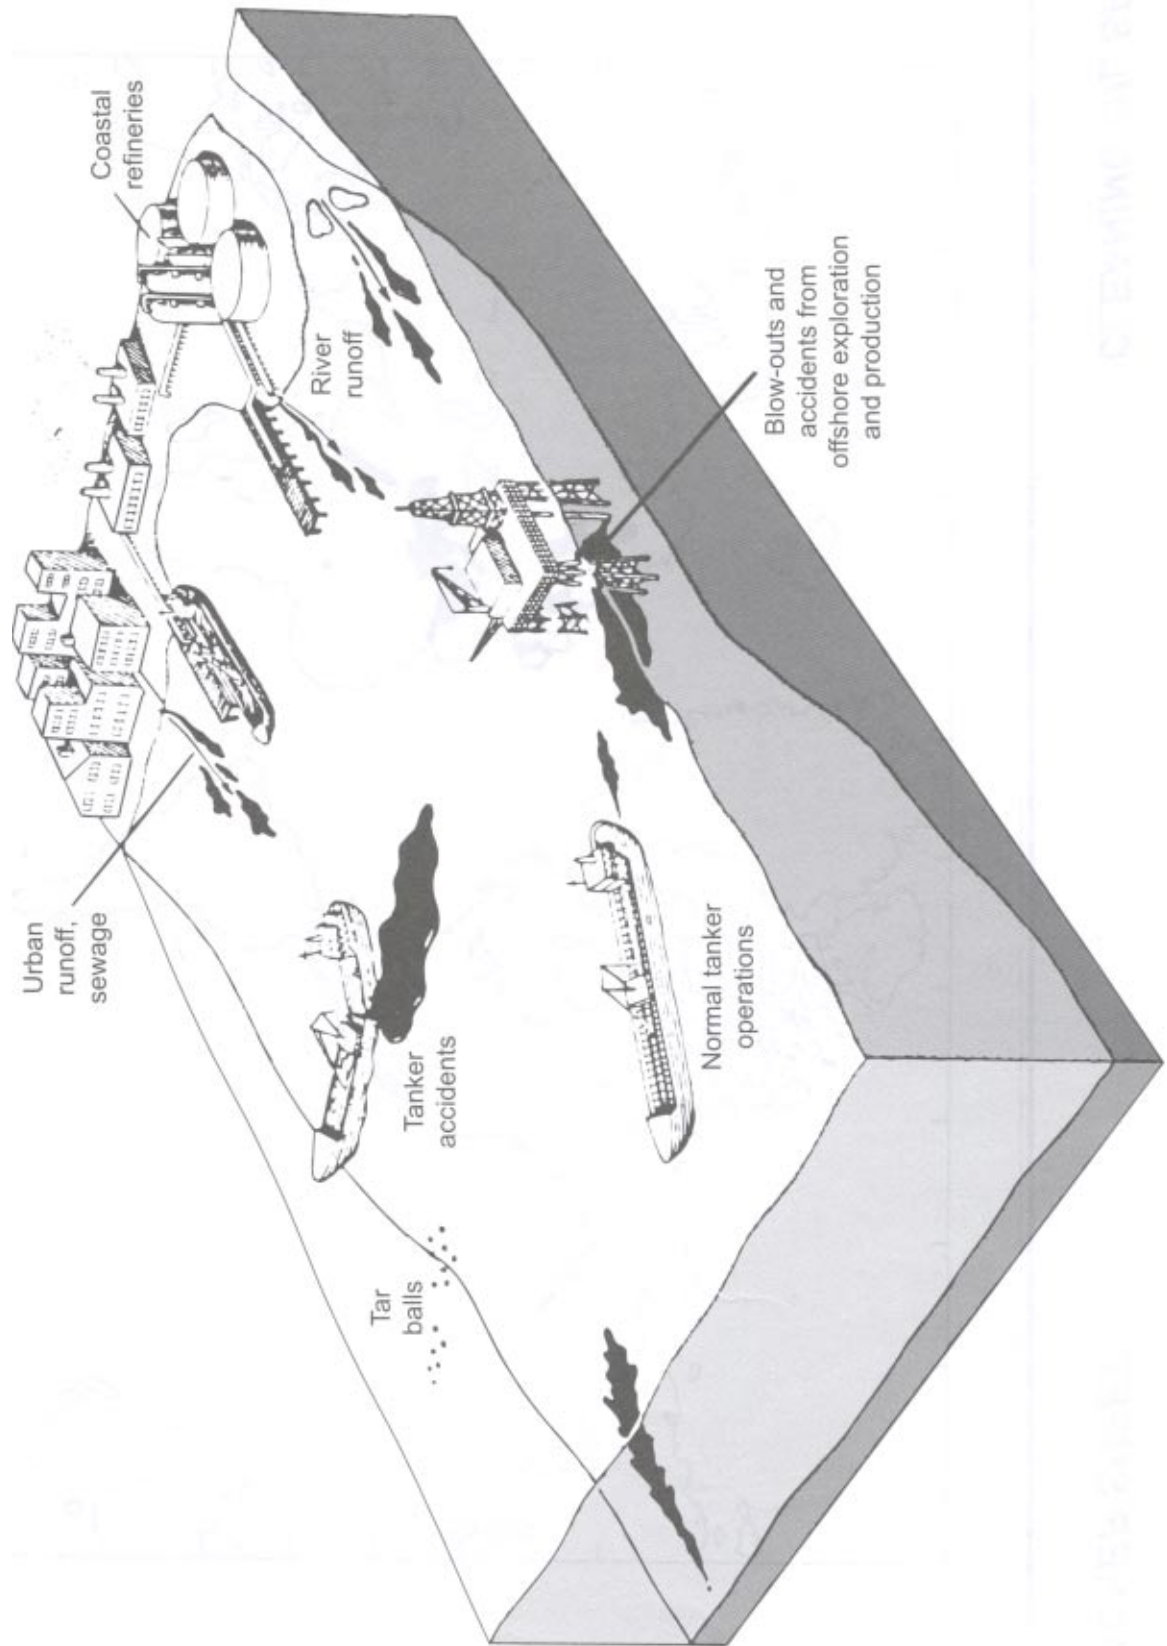 Coastal
refineries
Urban
runoff,
sewage
River
runoff
Tanker
accidents
Tar
balls
Normal tanker
operations
Blow-outs and
accidents from
offshore exploration
and production